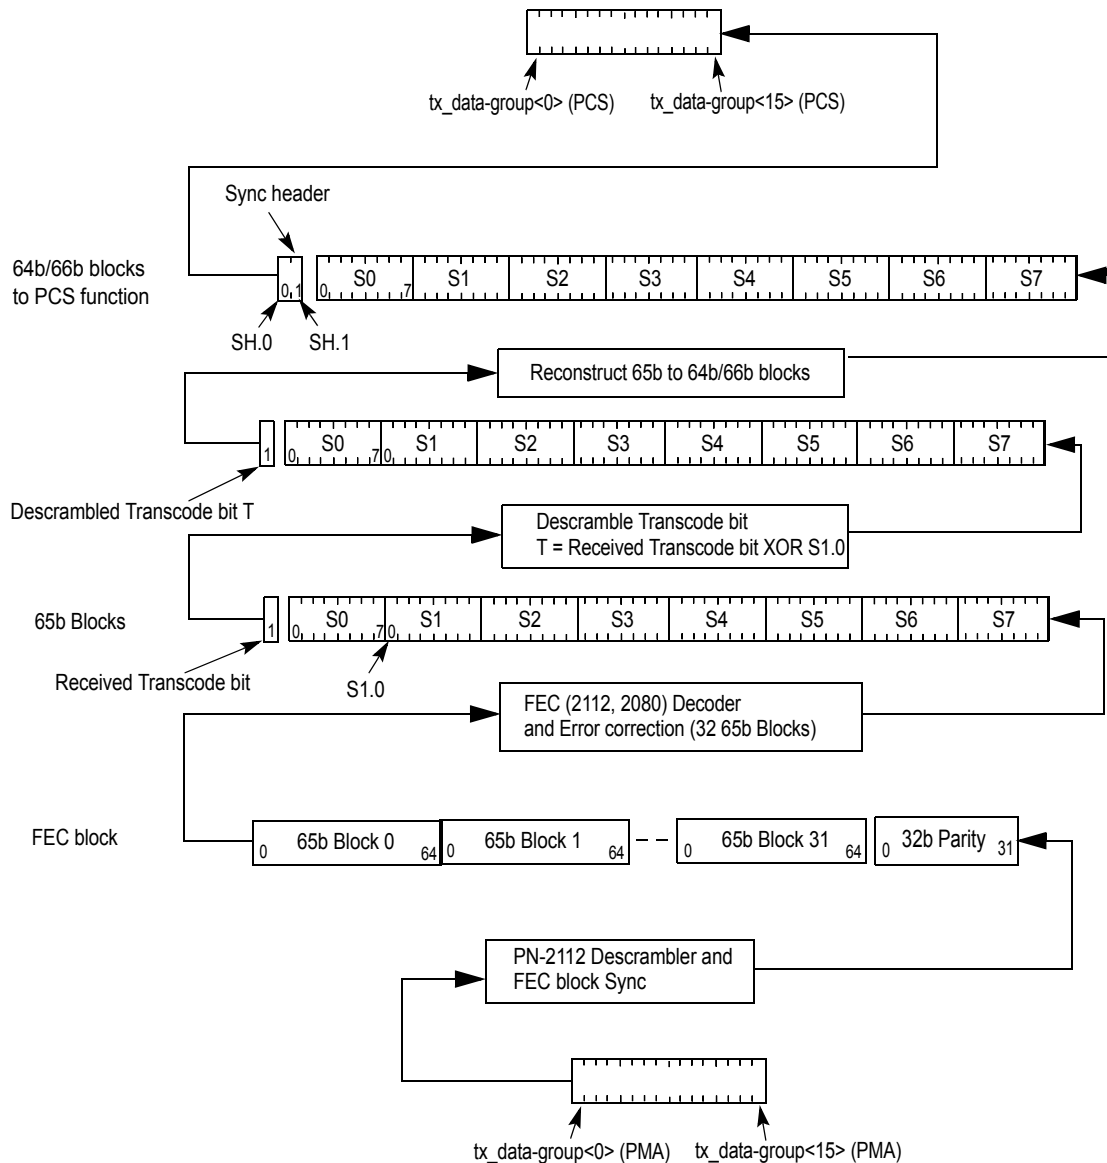 tx_data-group<0> (PCS) tx_data-group<15> (PCS)
Sync header
64b/66b blocks
to PCS function
S0 S1 S2 S3 S4 S5 S6 S7
0 1 0 7
SH.0 SH.1
Reconstruct 65b to 64b/66b blocks
S0 S1 S2 S3 S4 S5 S6 S7
1 0 7 0
Descrambled Transcode bit T
Descramble Transcode bit
T = Received Transcode bit XOR S1.0
65b Blocks
S0 S1 S2 S3 S4 S5 S6 S7
1 0 7 0
Received Transcode bit
S1.0
FEC (2112, 2080) Decoder
and Error correction (32 65b Blocks)
FEC block
0 65b Block 0 64 0 65b Block 1 64 0 65b Block 31 64 0 32b Parity 31
PN-2112 Descrambler and
FEC block Sync
tx_data-group<0> (PMA) tx_data-group<15> (PMA)